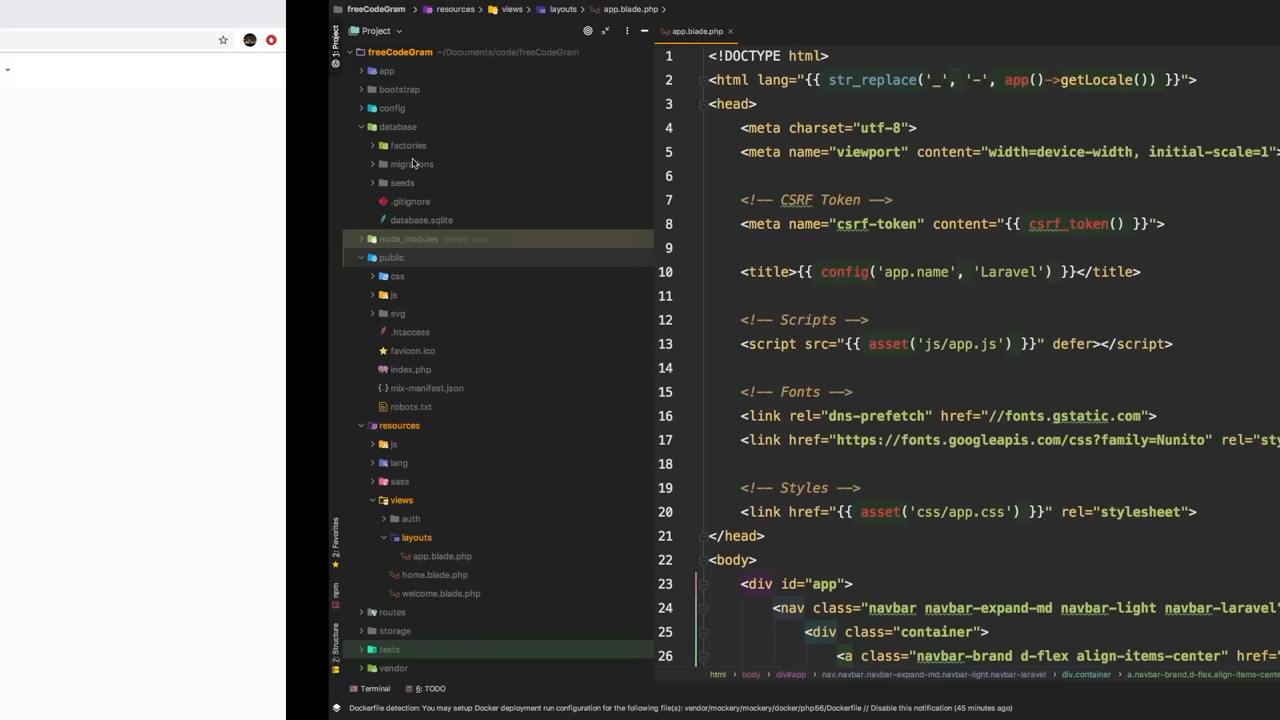 freeCodeGram > resources > views > layouts > app.blade.php >
1: Project
Project
app.blade.php ×
freeCodeGram ~/Documents/code/freeCodeGram
app
bootstrap
config
database
factories
migrations
seeds
.gitignore
database.sqlite
node_modules library root
public
css
js
svg
.htaccess
favicon.ico
index.php
mix-manifest.json
robots.txt
resources
js
lang
sass
views
auth
layouts
app.blade.php
home.blade.php
welcome.blade.php
routes
storage
tests
vendor
2: Favorites
npm
7: Structure
1 <!DOCTYPE html>
2 <html lang="{{ str_replace('_', '-', app()->getLocale()) }}">
3 <head>
4 <meta charset="utf-8">
5 <meta name="viewport" content="width=device-width, initial-scale=1">
6
7 <!-- CSRF Token -->
8 <meta name="csrf-token" content="{{ csrf_token() }}">
9
10 <title>{{ config('app.name', 'Laravel') }}</title>
11
12 <!-- Scripts -->
13 <script src="{{ asset('js/app.js') }}" defer></script>
14
15 <!-- Fonts -->
16 <link rel="dns-prefetch" href="//fonts.gstatic.com">
17 <link href="https://fonts.googleapis.com/css?family=Nunito" rel="sty
18
19 <!-- Styles -->
20 <link href="{{ asset('css/app.css') }}" rel="stylesheet">
21 </head>
22 <body>
23 <div id="app">
24 <nav class="navbar navbar-expand-md navbar-light navbar-laravel"
25 <div class="container">
26 <a class="navbar-brand d-flex align-items-center" href="
html > body > div#app > nav.navbar.navbar-expand-md.navbar-light.navbar-laravel > div.container > a.navbar-brand.d-flex.align-items-cente
Terminal 6: TODO
Dockerfile detection: You may setup Docker deployment run configuration for the following file(s): vendor/mockery/mockery/docker/php56/Dockerfile // Disable this notification (45 minutes ago)